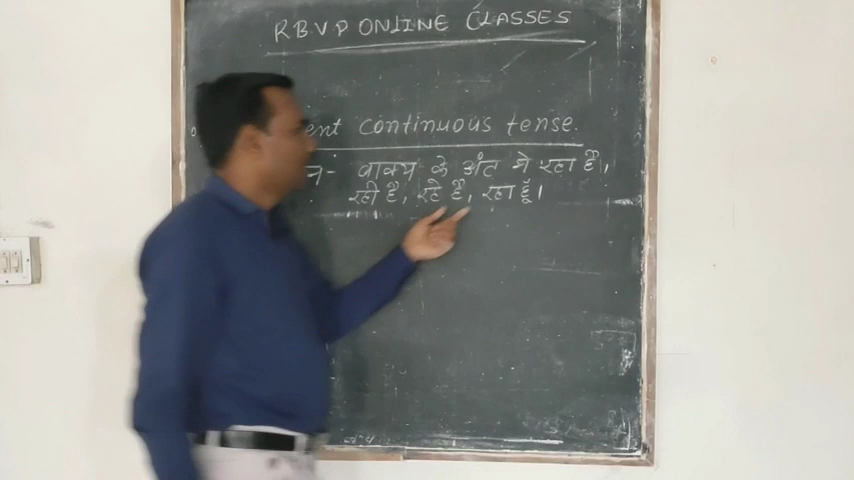 RBVP ONLINE CLASSES
ent continuous tense.
न- वाक्य के अंत मे रहा है,
रही है, रहे हैं, रहा हूँ।